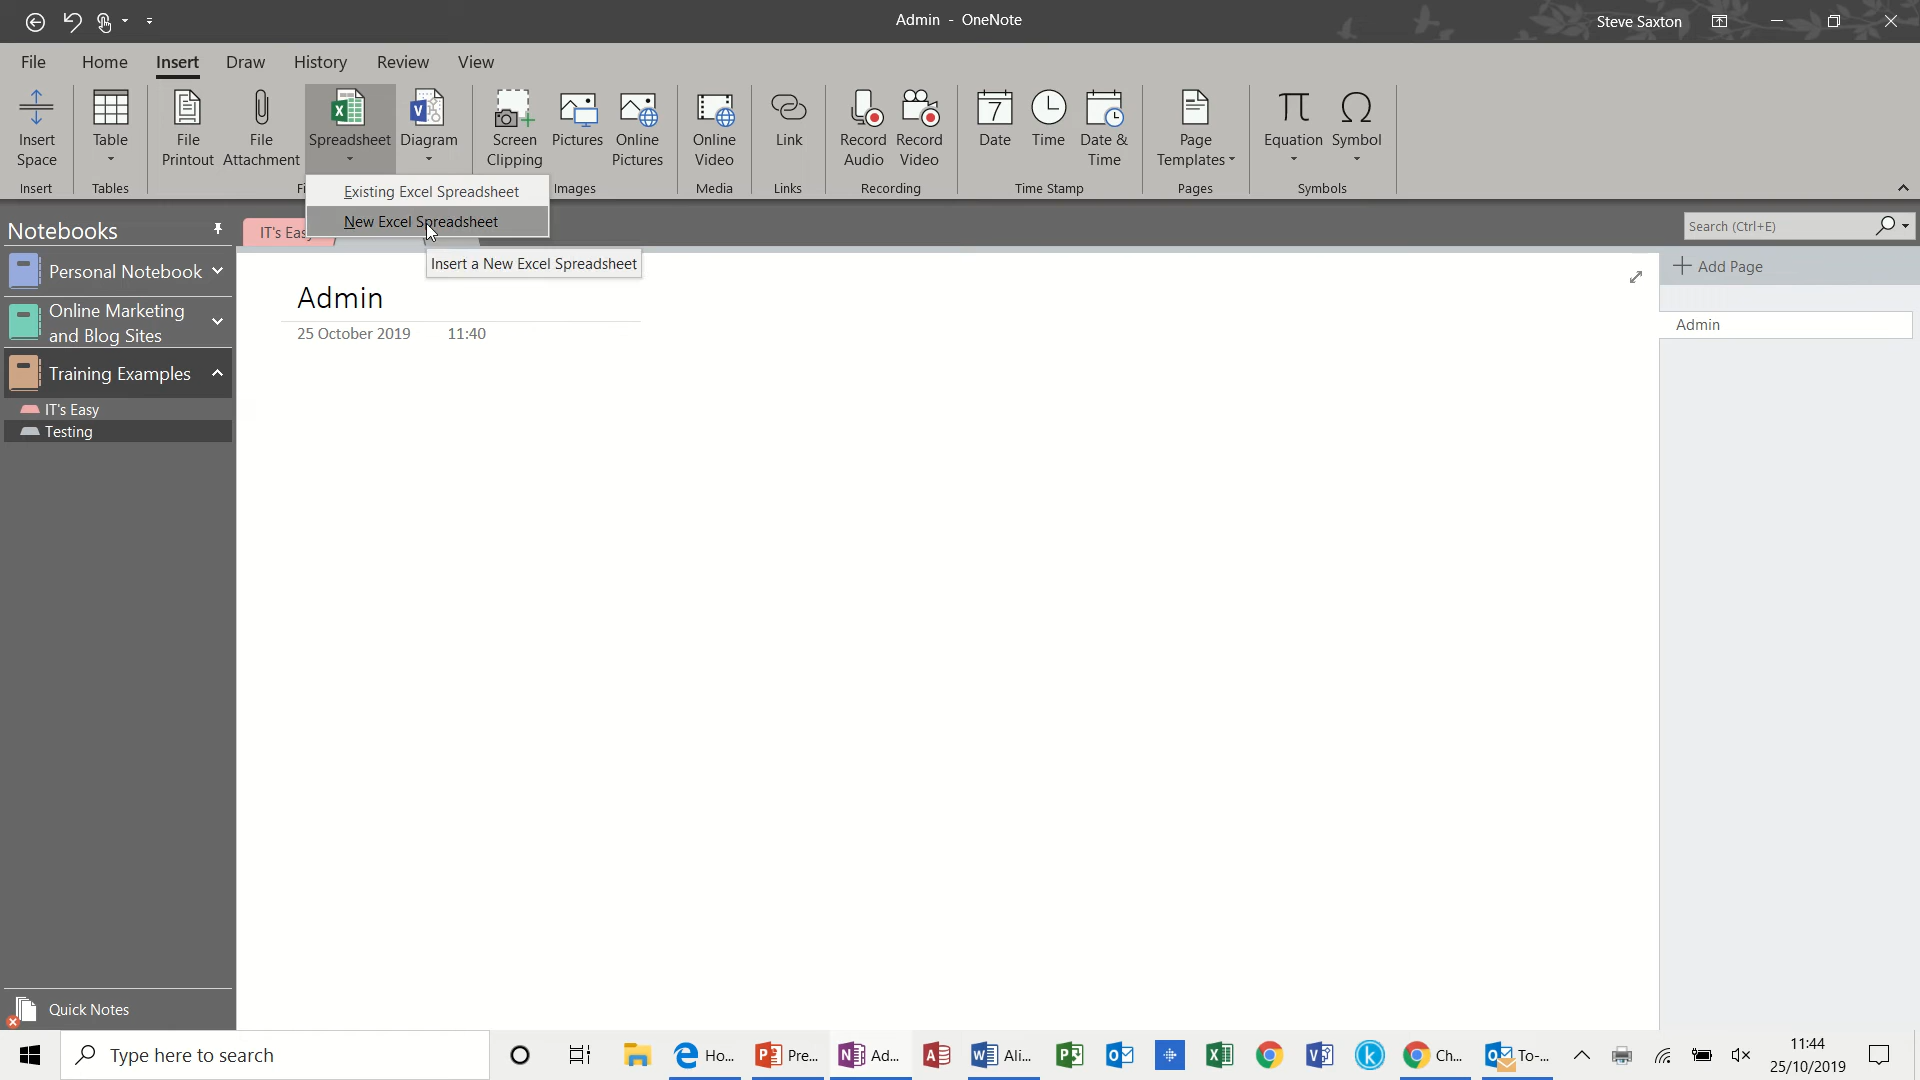 Admin - OneNote
Steve Saxton
File Home Insert Draw History Review View
Insert Space
Table
File Printout
File Attachment
Spreadsheet
Diagram
Screen Clipping
Pictures
Online Pictures
Online Video
Link
Record Audio
Record Video
7
Date
Time
Date & Time
Page Templates
π
Equation
Ω
Symbol
Insert
Tables
Images
Media
Links
Recording
Time Stamp
Pages
Symbols
Existing Excel Spreadsheet
New Excel Spreadsheet
Insert a New Excel Spreadsheet
Notebooks
IT's Easy
Search (Ctrl+E)
Personal Notebook
Online Marketing
and Blog Sites
Training Examples
IT's Easy
Testing
Admin
25 October 2019 11:40
Add Page
Admin
Quick Notes
Type here to search
Ho...
Pre...
Ad...
Ali...
Ch...
To-...
11:44
25/10/2019